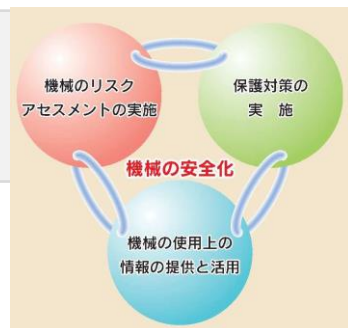 機械のリスク
アセスメントの実施
保護対策の
実　施
機械の安全化
機械の使用上の
情報の提供と活用